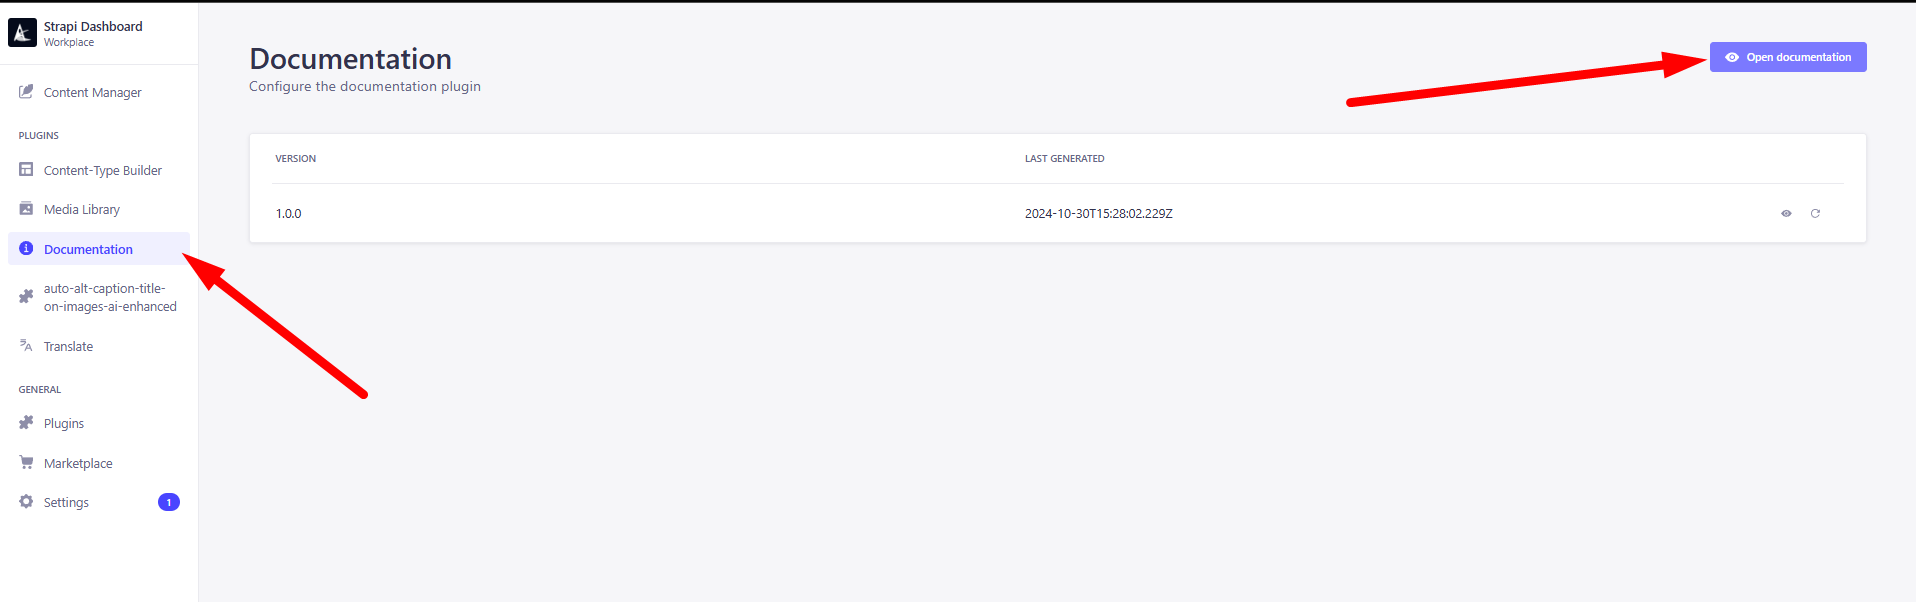 Strapi Dashboard
Workplace
Content Manager
PLUGINS
Content-Type Builder
Media Library
Documentation
auto-alt-caption-title-
on-images-ai-enhanced
Translate
GENERAL
Plugins
Marketplace
Settings
1
Documentation
Configure the documentation plugin
Open documentation
VERSION
LAST GENERATED
1.0.0
2024-10-30T15:28:02.229Z